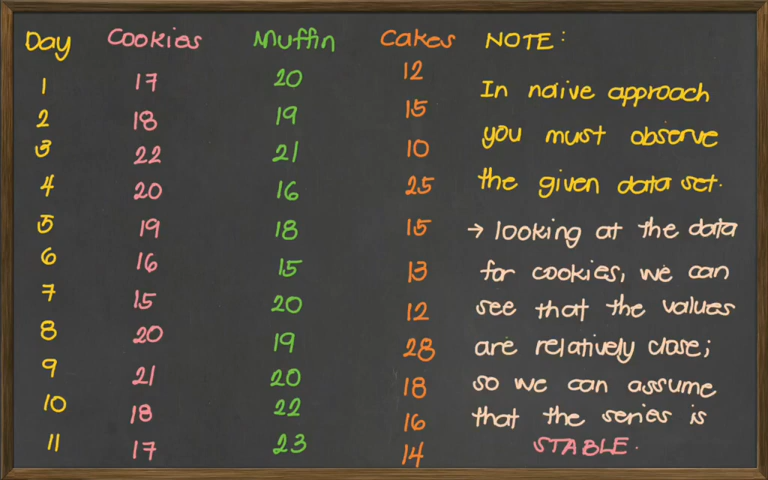 Day Cookies Muffin Cakes NOTE:
1 17 20 12
2 18 19 15
3 22 21 10
4 20 16 25
5 19 18 15
6 16 15 13
7 15 20 12
8 20 19 28
9 21 20 18
10 18 22 16
11 17 23 14
In naive approach
you must observe
the given data set.
→ looking at the data
for cookies, we can
see that the values
are relatively close;
so we can assume
that the series is
STABLE.